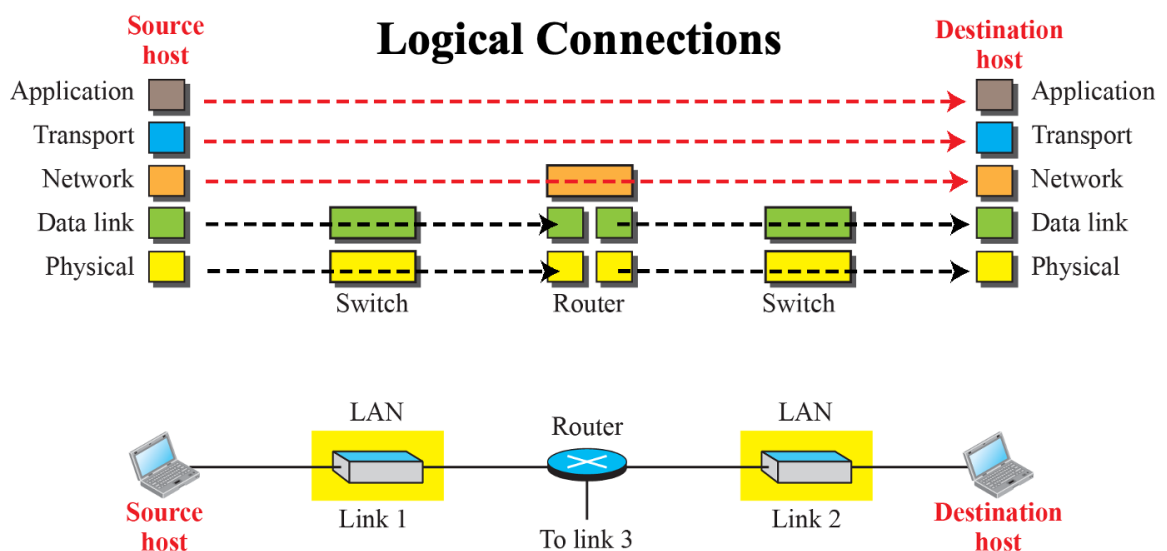 Logical Connections
Source
host
Destination
host
Application
Application
Transport
Transport
Network
Network
Data link
Data link
Physical
Physical
Switch
Router
Switch
LAN
Router
LAN
Source
host
Link 1
To link 3
Link 2
Destination
host